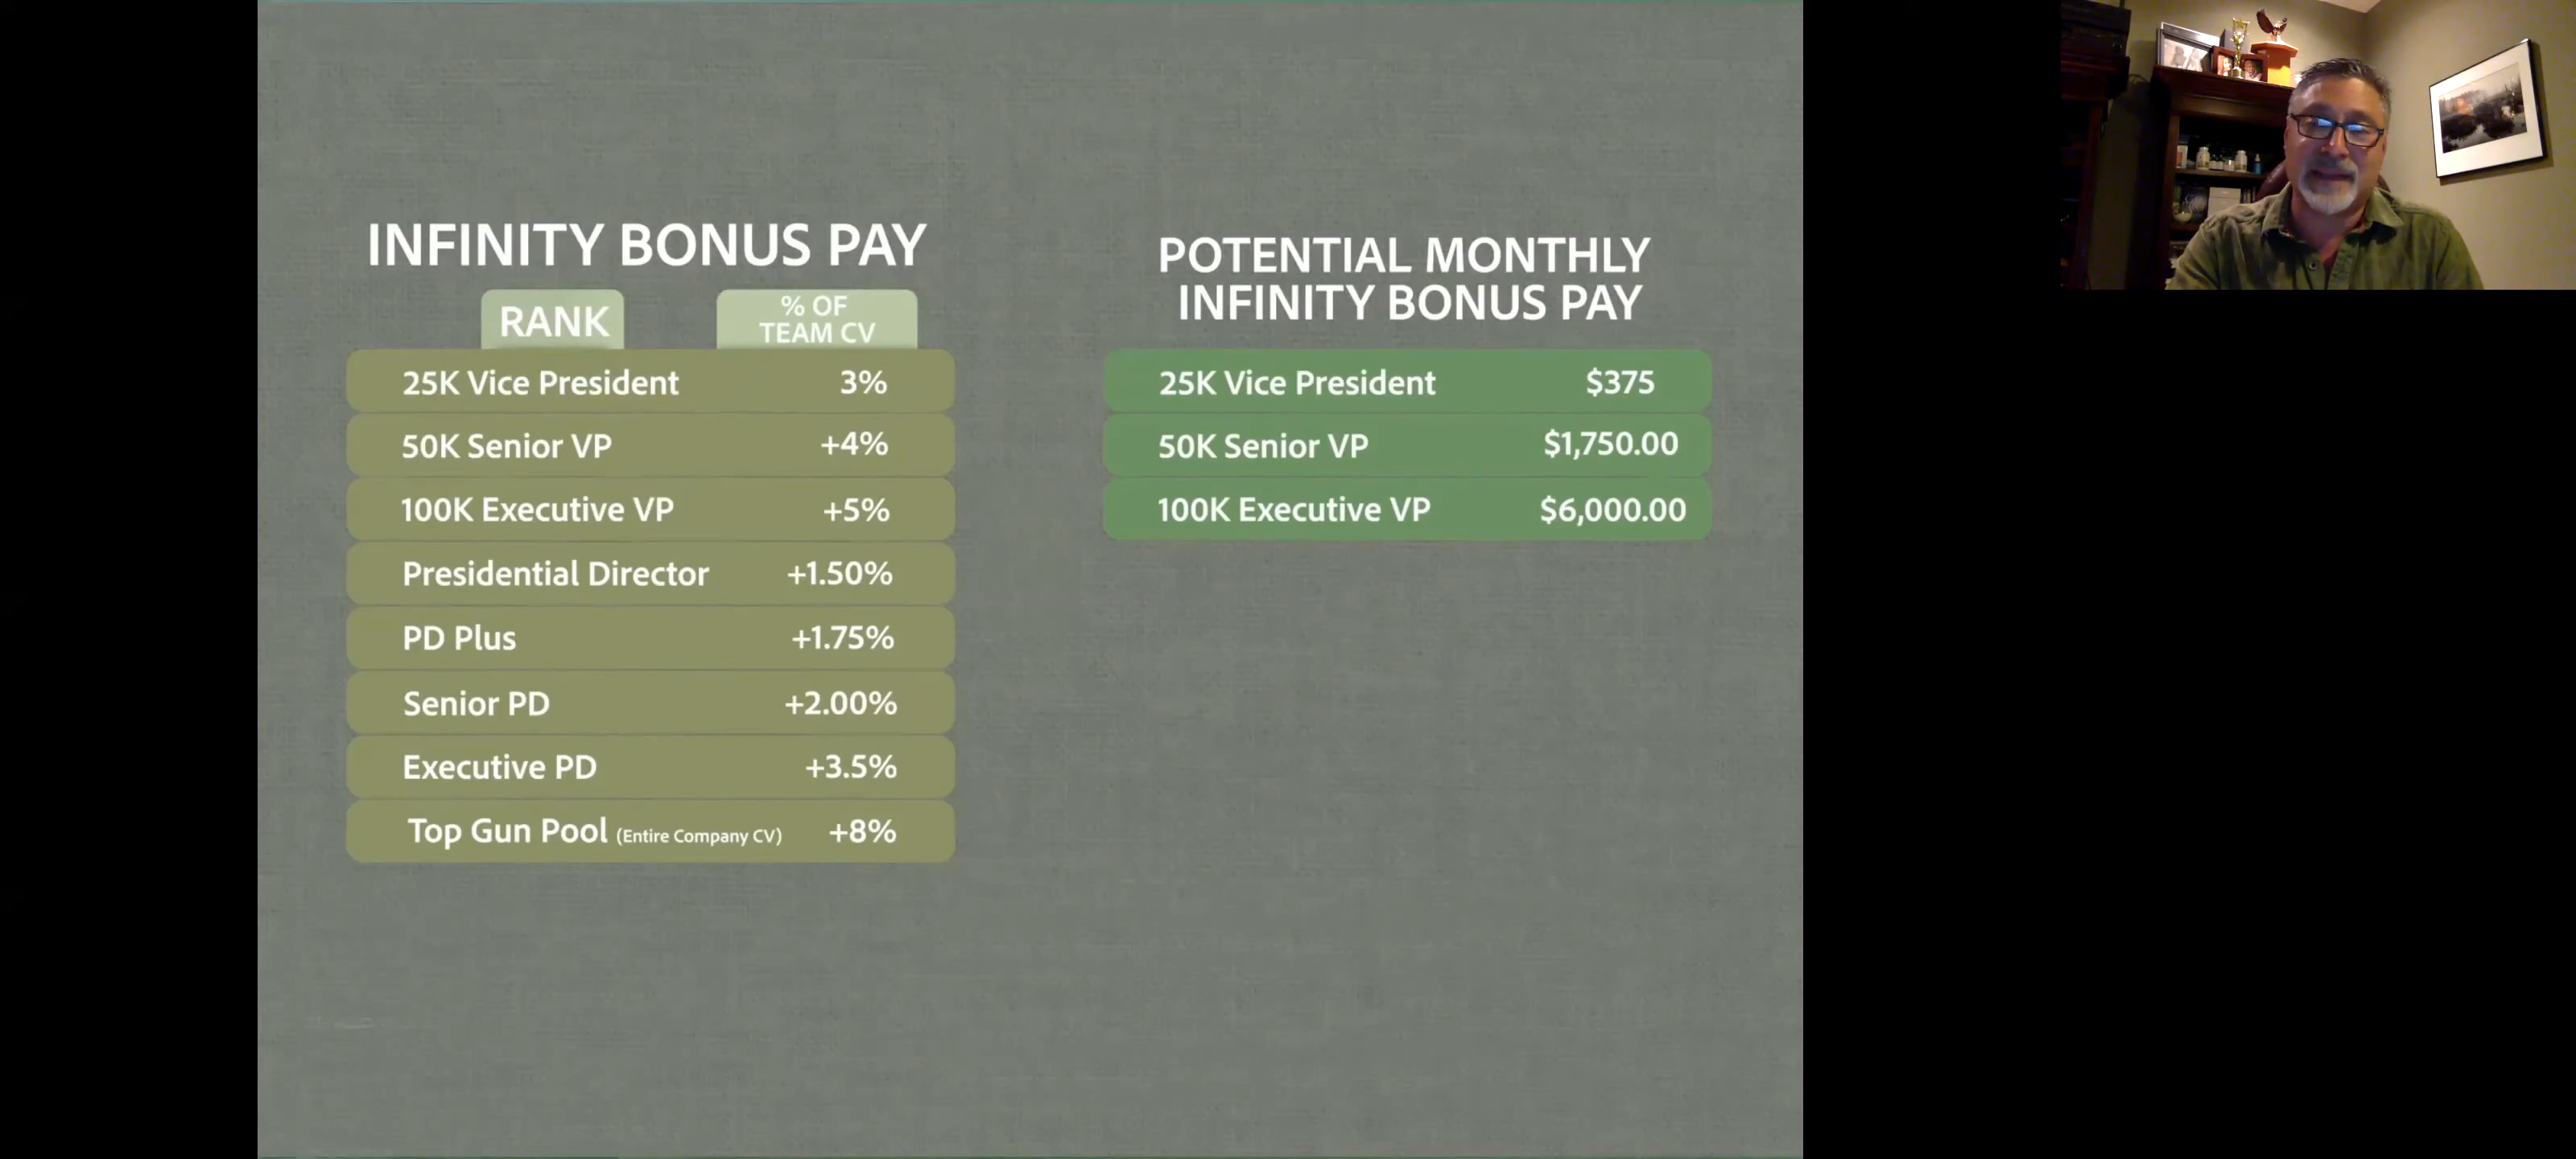 INFINITY BONUS PAY
RANK
% OF
TEAM CV
25K Vice President 3%
50K Senior VP +4%
100K Executive VP +5%
Presidential Director +1.50%
PD Plus +1.75%
Senior PD +2.00%
Executive PD +3.5%
Top Gun Pool (Entire Company CV) +8%
POTENTIAL MONTHLY
INFINITY BONUS PAY
25K Vice President $375
50K Senior VP $1,750.00
100K Executive VP $6,000.00